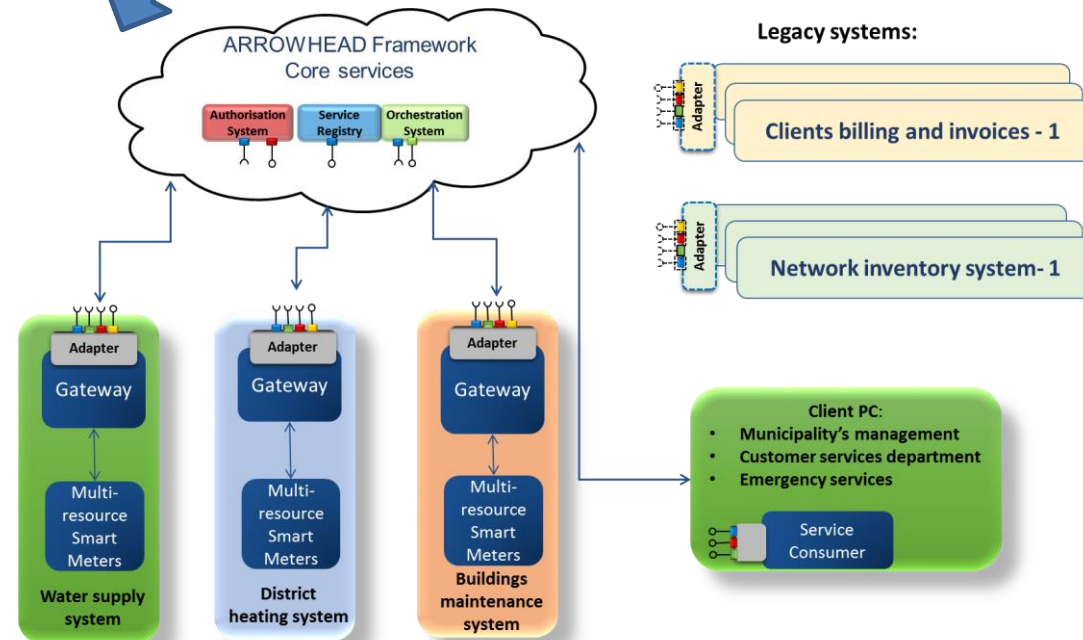 ARROWHEAD Framework
Core services
Authorisation
System
Service
Registry
Orchestration
System
Legacy systems:
Adapter
Clients billing and invoices - 1
Adapter
Network inventory system- 1
Adapter
Gateway
Multi-
resource
Smart
Meters
Water supply
system
Adapter
Gateway
Multi-
resource
Smart
Meters
District
heating system
Adapter
Gateway
Multi-
resource
Smart
Meters
Buildings
maintenance
system
Client PC:
• Municipality's management
• Customer services department
• Emergency services
Service
Consumer